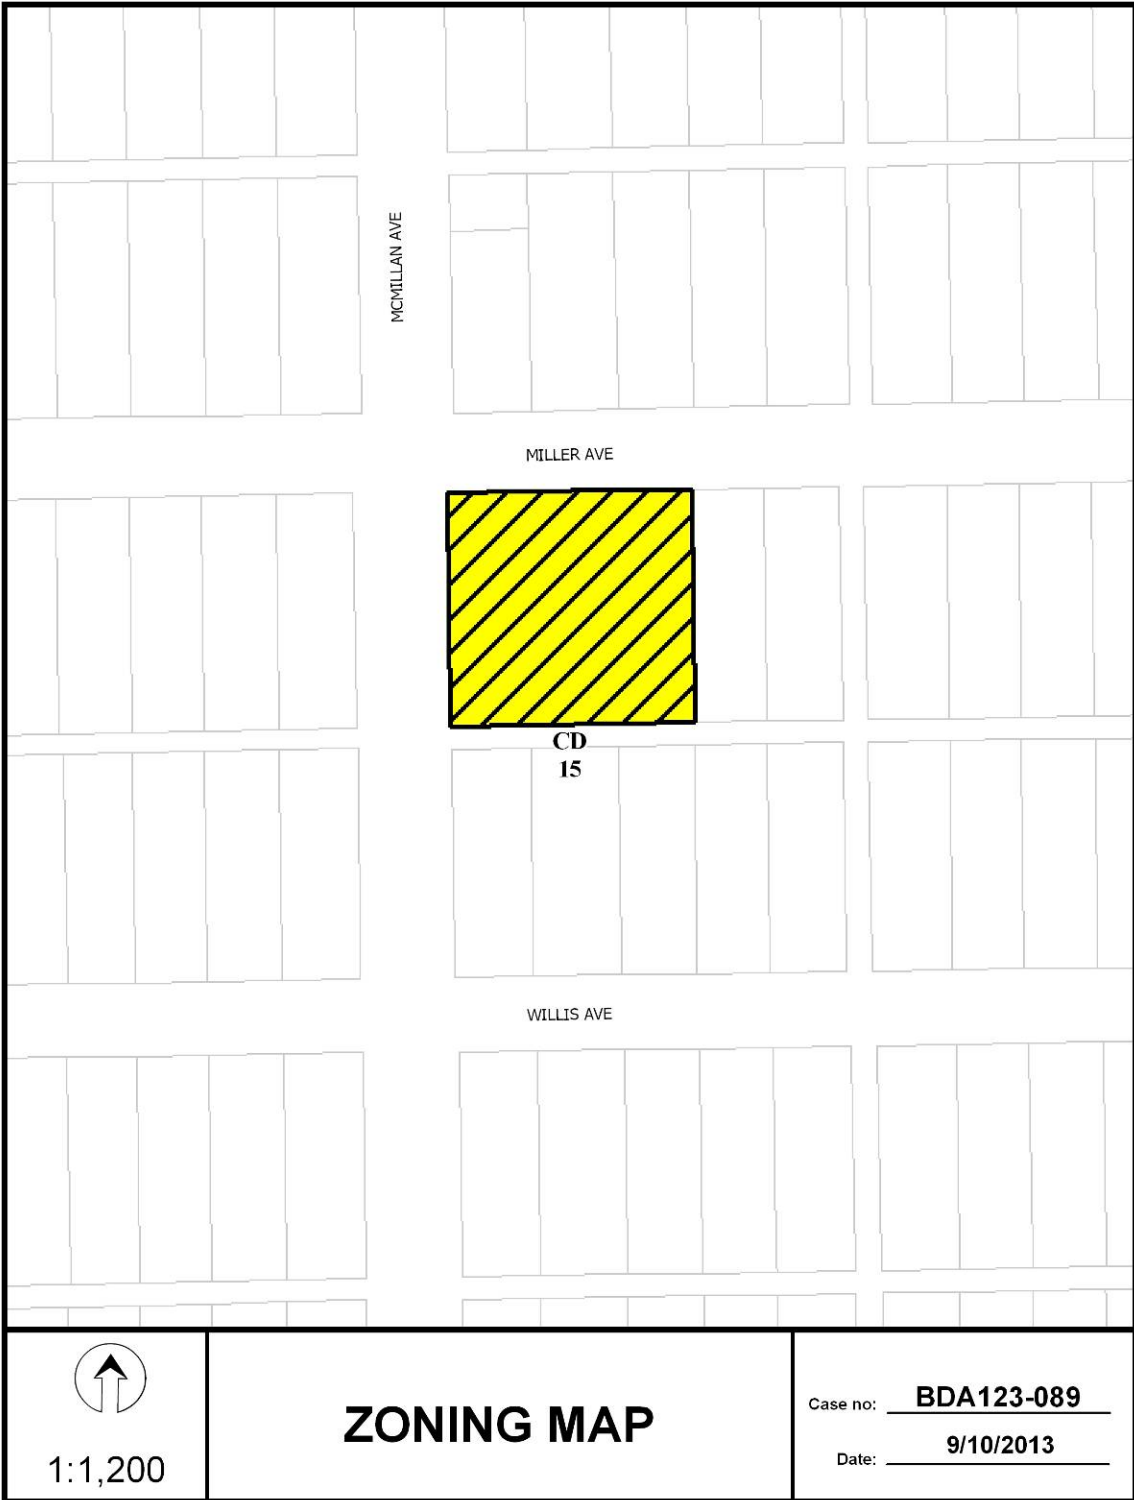 MCMILLAN AVE
MILLER AVE
CD
15
WILLIS AVE
1:1,200
ZONING MAP
Case no: BDA123-089
Date: 9/10/2013